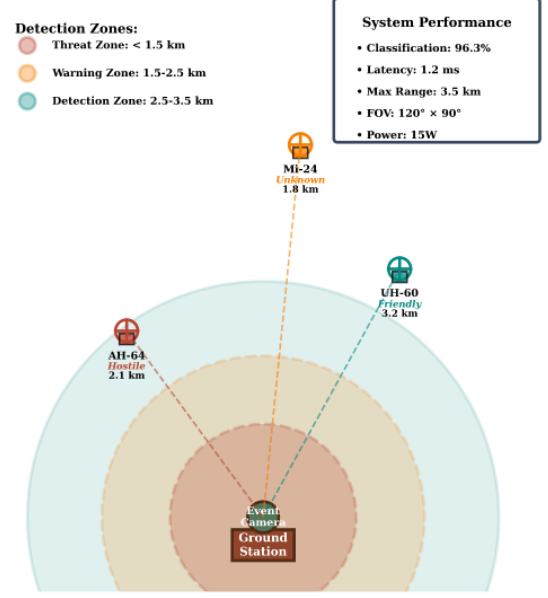 Detection Zones:
Threat Zone: < 1.5 km
Warning Zone: 1.5-2.5 km
Detection Zone: 2.5-3.5 km
System Performance
• Classification: 96.3%
• Latency: 1.2 ms
• Max Range: 3.5 km
• FOV: 120° × 90°
• Power: 15W
Mi-24
Unknown
1.8 km
UH-60
Friendly
3.2 km
AH-64
Hostile
2.1 km
Event
Camera
Ground
Station